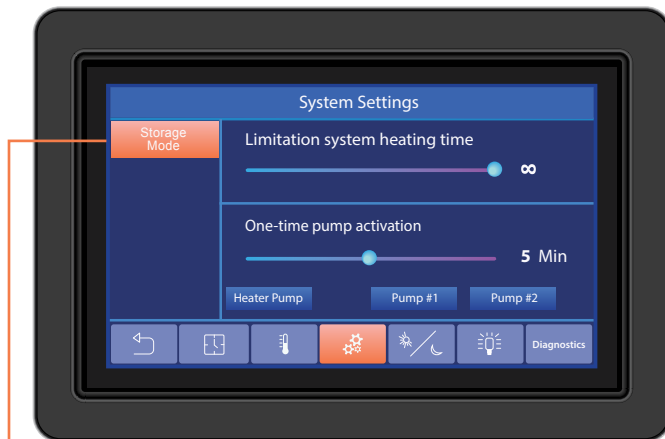 System Settings
Storage
Mode
Limitation system heating time
∞
One-time pump activation
5 Min
Heater Pump
Pump #1
Pump #2
Diagnostics